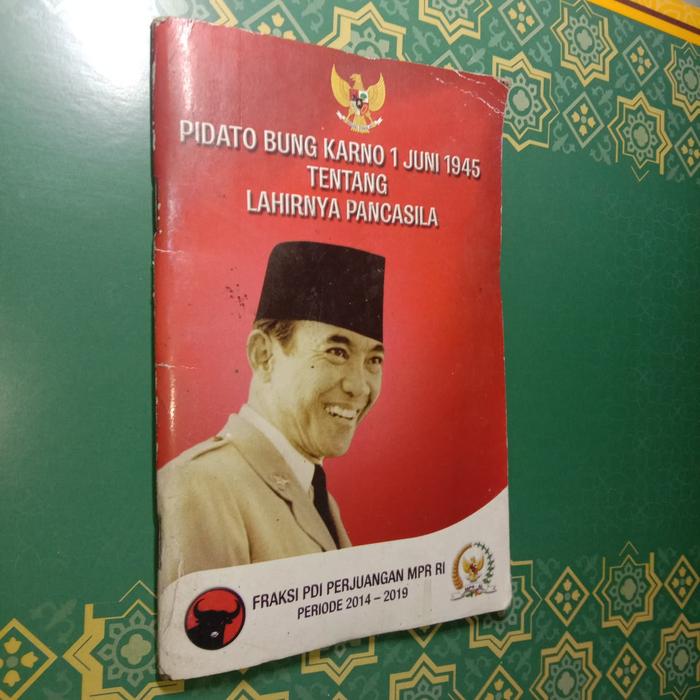 PIDATO BUNG KARNO 1 JUNI 1945
TENTANG
LAHIRNYA PANCASILA
FRAKSI PDI PERJUANGAN MPR RI
PERIODE 2014 – 2019